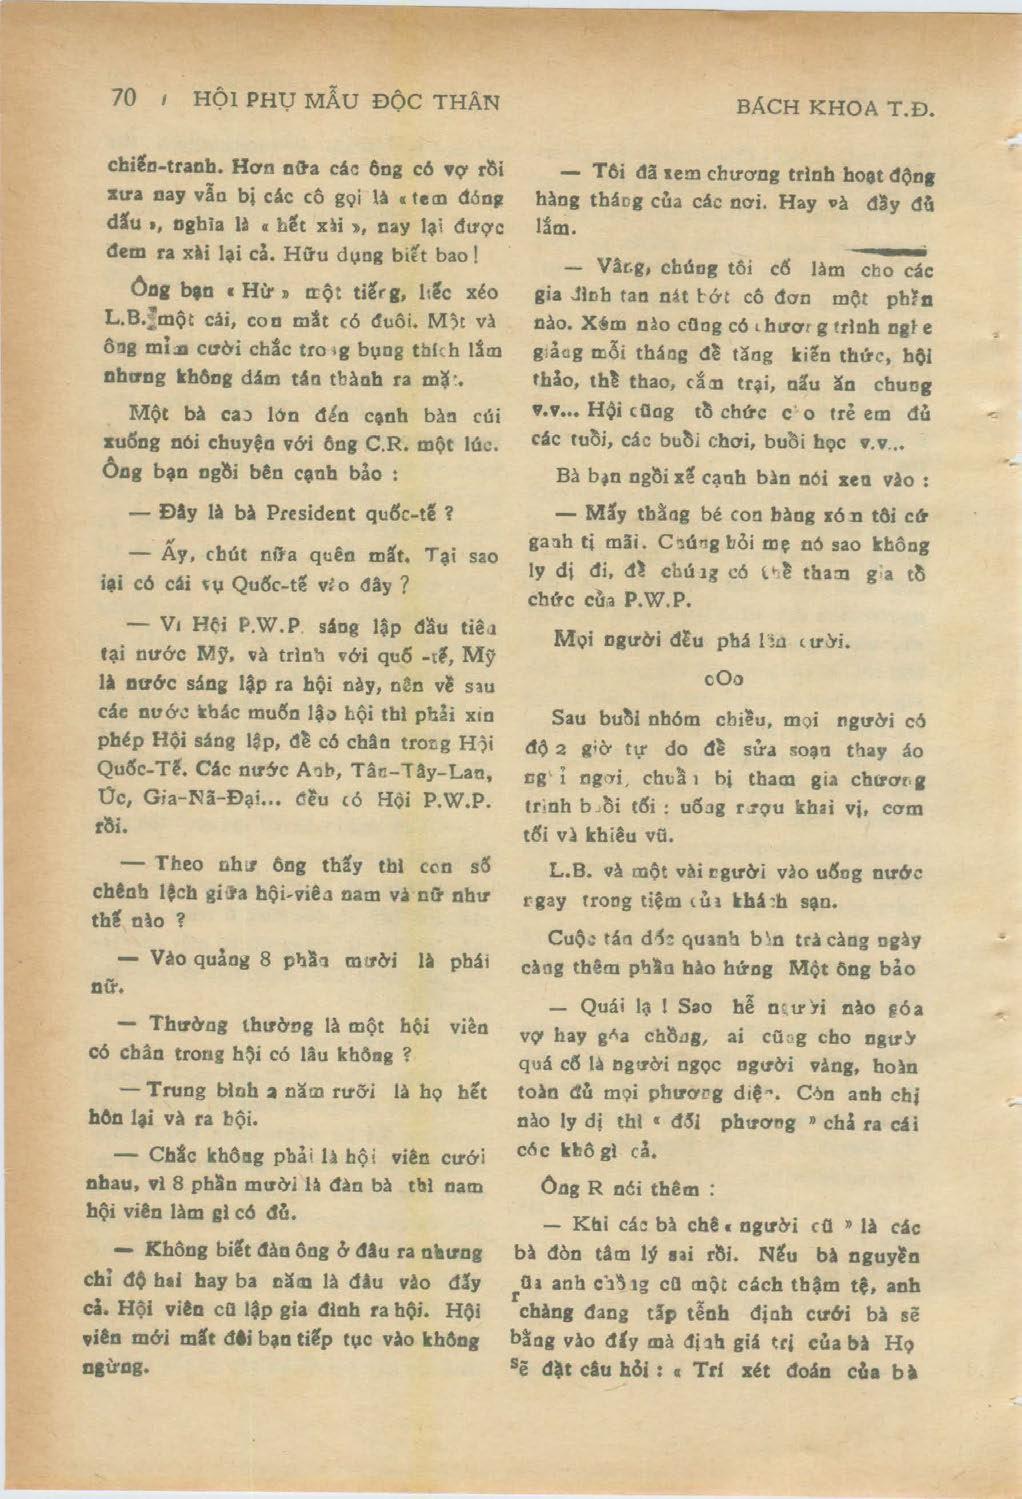 70 / HỘI PHỤ MẪU ĐỘC THÂN
BÁCH KHOA T.Đ.
chiến-tranh. Hơn nữa các ông có vợ rồi
xưa nay vẫn bị các cô gọi là « tem đóng
dấu », nghĩa là « hết xài », nay lại được
đem ra xài lại cả. Hữu dụng biết bao !
Ông bạn « Hừ » một tiếng, liếc xéo
L.B. một cái, con mắt có đuôi. Một và
ông mỉm cười chắc trong bụng thích lắm
nhưng không dám tán thành ra mặt.
Một bà cao lớn đến cạnh bàn cúi
xuống nói chuyện với ông C.R. một lúc.
Ông bạn ngồi bên cạnh bảo :
— Đây là bà President quốc-tế ?
— Ấy, chút nữa quên mất. Tại sao
lại có cái vụ Quốc-tế vào đây ?
— Vì Hội P.W.P. sáng lập đầu tiên
tại nước Mỹ, và trình với quố -tế, Mỹ
là nước sáng lập ra hội này, nên về sau
các nước khác muốn lập hội thì phải xin
phép Hội sáng lập, để có chân trong Hội
Quốc-Tế. Các nước Anh, Tân-Tây-Lan,
Úc, Gia-Nã-Đại... đều có Hội P.W.P.
rồi.
— Theo như ông thấy thì con số
chênh lệch giữa hội-viên nam và nữ như
thế nào ?
— Vào quảng 8 phần mười là phái
nữ.
— Thường thường là một hội viên
có chân trong hội có lâu không ?
— Trung bình 2 năm rưỡi là họ hết
hôn lại và ra hội.
— Chắc không phải là hội viên cưới
nhau, vì 8 phần mười là đàn bà thì nam
hội viên làm gì có đủ.
— Không biết đàn ông ở đâu ra nhưng
chỉ độ hai hay ba năm là đâu vào đấy
cả. Hội viên cũ lập gia đình ra hội. Hội
viên mới mất đôi bạn tiếp tục vào không
ngừng.
— Tôi đã xem chương trình hoạt động
hàng tháng của các nơi. Hay và đầy đủ
lắm.
— Vâng, chúng tôi cố làm cho các
gia đình tan nát bớt cô đơn một phần
nào. Xóm nào cũng có chương trình nghe
giảng mỗi tháng để tăng kiến thức, hội
thảo, thể thao, cắm trại, nấu ăn chung
v.v... Hội cũng tổ chức cho trẻ em đủ
các tuổi, các buổi chơi, buổi học v.v...
Bà bạn ngồi xế cạnh bàn nói xen vào :
— Mấy thằng bé con hàng xóm tôi cứ
ganh tị mãi. Chúng hỏi mẹ nó sao không
ly dị đi, để chúng có thể tham gia tổ
chức của P.W.P.
Mọi người đều phá lên cười.
oOo
Sau buổi nhóm chiều, mọi người có
độ 2 giờ tự do để sửa soạn thay áo
nghỉ ngơi, chuẩn bị tham gia chương
trình buổi tối : uống rượu khai vị, cơm
tối và khiêu vũ.
L.B. và một vài người vào uống nước
ngay trong tiệm của khách sạn.
Cuộc tán dốc quanh bàn trà càng ngày
càng thêm phần hào hứng Một ông bảo
— Quái lạ ! Sao hễ người nào góa
vợ hay góa chồng, ai cũng cho người
quá cố là người ngọc người vàng, hoàn
toàn đủ mọi phương diện. Còn anh chị
nào ly dị thì « đối phương » chả ra cái
cóc khô gì cả.
Ông R nói thêm :
— Khi các bà chê « người cũ » là các
bà đòn tâm lý sai rồi. Nếu bà nguyền
rủa anh chồng cũ một cách thậm tệ, anh
chàng đang tấp tểnh định cưới bà sẽ
bằng vào đấy mà định giá trị của bà Họ
sẽ đặt câu hỏi : « Trí xét đoán của bà